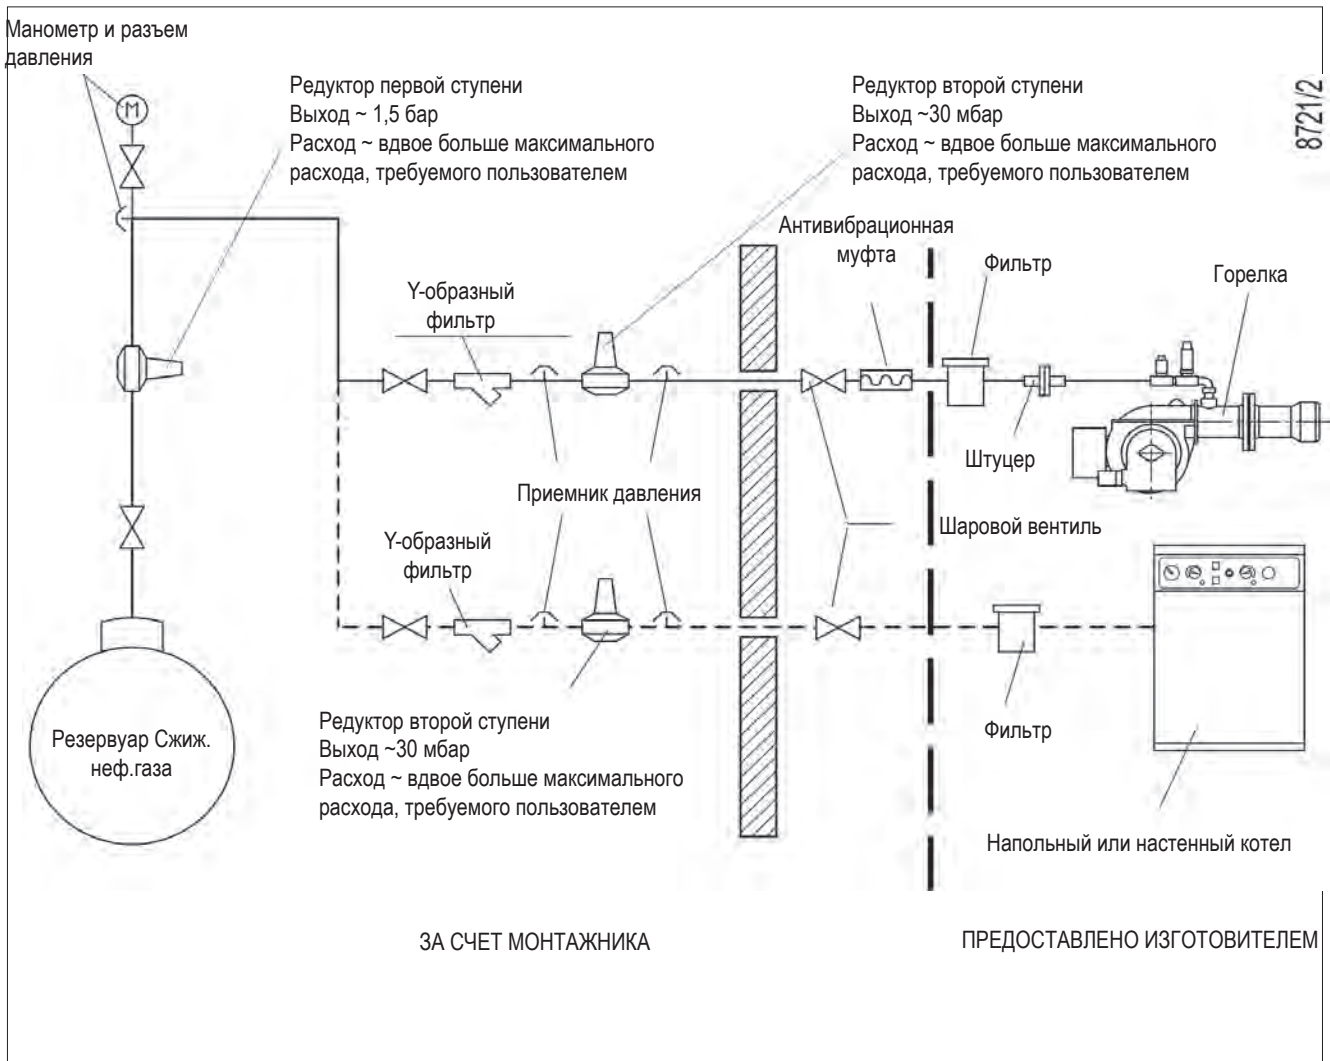 Манометр и разъем
давления
M
Редуктор первой ступени
Выход ~ 1,5 бар
Расход ~ вдвое больше максимального
расхода, требуемого пользователем
Редуктор второй ступени
Выход ~30 мбар
Расход ~ вдвое больше максимального
расхода, требуемого пользователем
8721/2
Антивибрационная
муфта
Фильтр
Горелка
Y-образный
фильтр
Штуцер
Приемник давления
Шаровой вентиль
Y-образный
фильтр
Резервуар Сжиж.
неф.газа
Редуктор второй ступени
Выход ~30 мбар
Расход ~ вдвое больше максимального
расхода, требуемого пользователем
Фильтр
Напольный или настенный котел
ЗА СЧЕТ МОНТАЖНИКА
ПРЕДОСТАВЛЕНО ИЗГОТОВИТЕЛЕМ